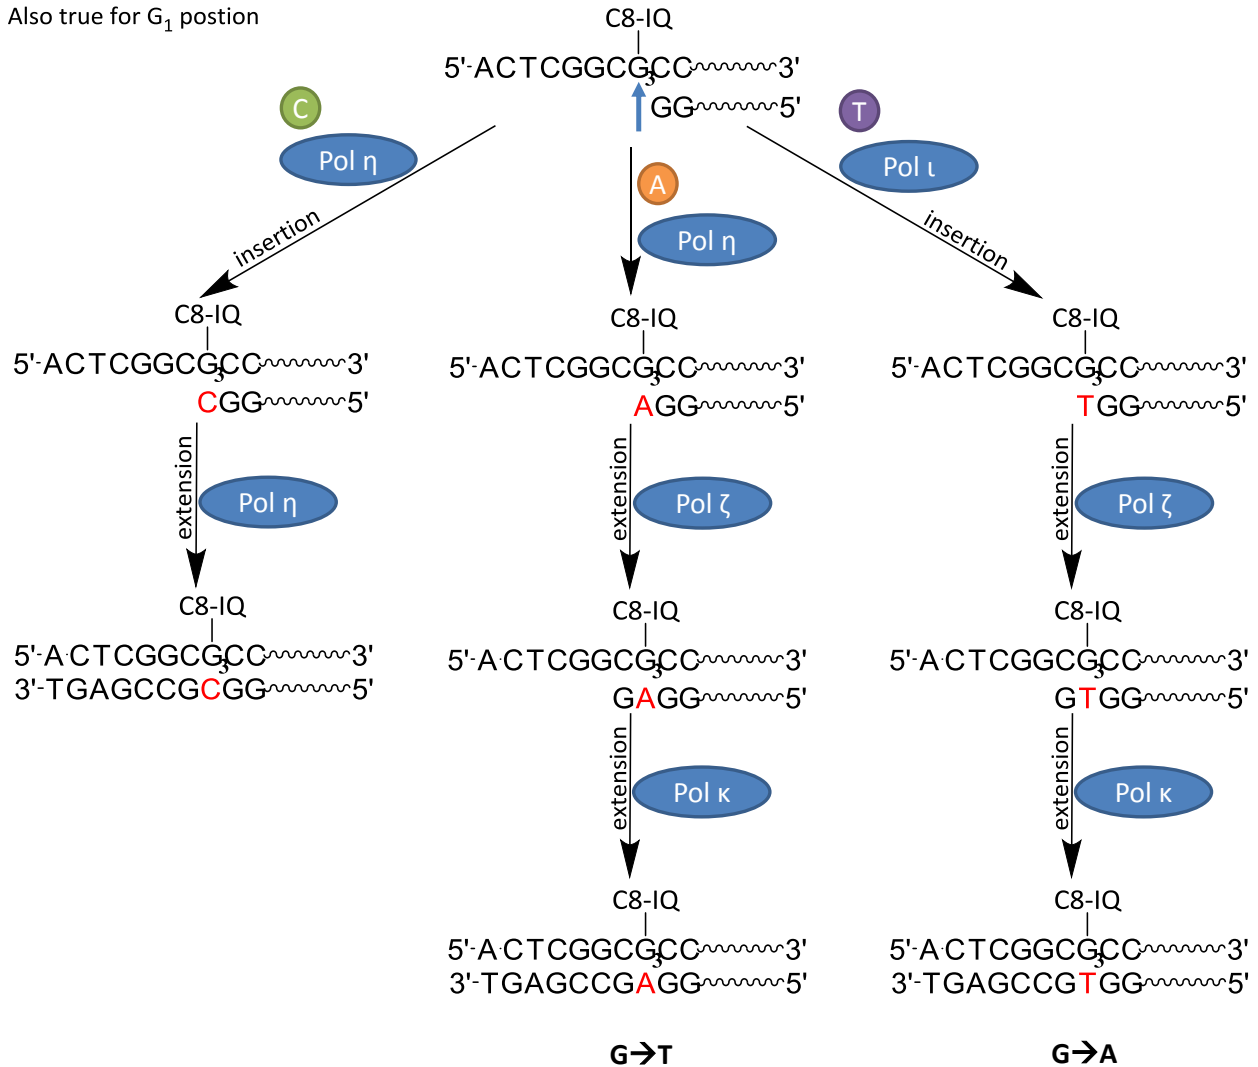 Also true for G1 postion
C8-IQ
5'-ACTCGGCG3CC 3'
GG 5'
C
Pol η
insertion
A
Pol η
T
Pol ι
insertion
C8-IQ
5'-ACTCGGCG3CC 3'
CGG 5'
C8-IQ
5'-ACTCGGCG3CC 3'
AGG 5'
C8-IQ
5'-ACTCGGCG3CC 3'
TGG 5'
extension
Pol η
extension
Pol ζ
extension
Pol ζ
C8-IQ
5'-ACTCGGCG3CC 3'
3'-TGAGCCGCGG 5'
C8-IQ
5'-ACTCGGCG3CC 3'
GAGG 5'
C8-IQ
5'-ACTCGGCG3CC 3'
GTGG 5'
extension
Pol κ
extension
Pol κ
C8-IQ
5'-ACTCGGCG3CC 3'
3'-TGAGCCGAGG 5'
C8-IQ
5'-ACTCGGCG3CC 3'
3'-TGAGCCGTGG 5'
G→T
G→A